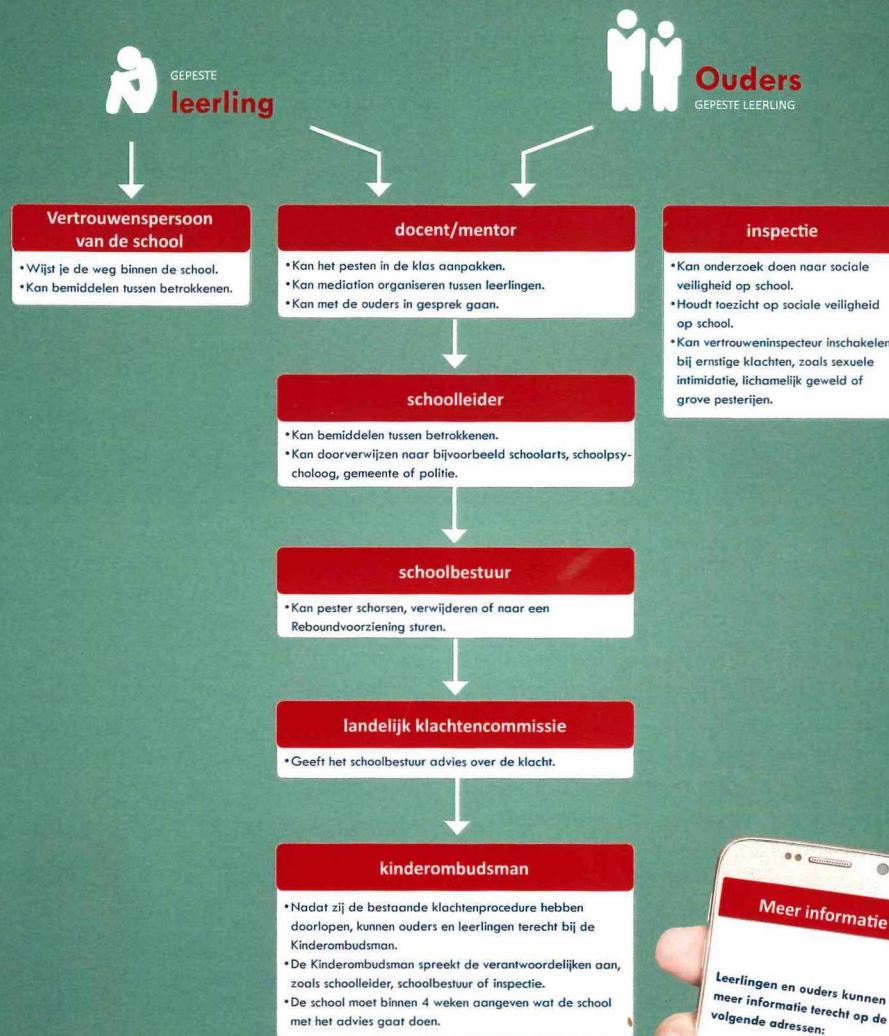 GEPESTE
leerling
Ouders
GEPESTE LEERLING
Vertrouwenspersoon
van de school
•Wijst je de weg binnen de school.
•Kan bemiddelen tussen betrokkenen.
docent/mentor
•Kan het pesten in de klas aanpakken.
•Kan mediation organiseren tussen leerlingen.
•Kan met de ouders in gesprek gaan.
inspectie
•Kan onderzoek doen naar sociale
veiligheid op school.
•Houdt toezicht op sociale veiligheid
op school.
•Kan vertrouweninspecteur inschakelen
bij ernstige klachten, zoals sexuele
intimidatie, lichamelijk geweld of
grove pesterijen.
schoolleider
•Kan bemiddelen tussen betrokkenen.
•Kan doorverwijzen naar bijvoorbeeld schoolarts, schoolpsy-
choloog, gemeente of politie.
schoolbestuur
•Kan pester schorsen, verwijderen of naar een
Reboundvoorziening sturen.
landelijk klachtencommissie
•Geeft het schoolbestuur advies over de klacht.
kinderombudsman
•Nadat zij de bestaande klachtenprocedure hebben
doorlopen, kunnen ouders en leerlingen terecht bij de
Kinderombudsman.
•De Kinderombudsman spreekt de verantwoordelijken aan,
zoals schoolleider, schoolbestuur of inspectie.
•De school moet binnen 4 weken aangeven wat de school
met het advies gaat doen.
Meer informatie
Leerlingen en ouders kunnen
meer informatie terecht op de
volgende adressen: